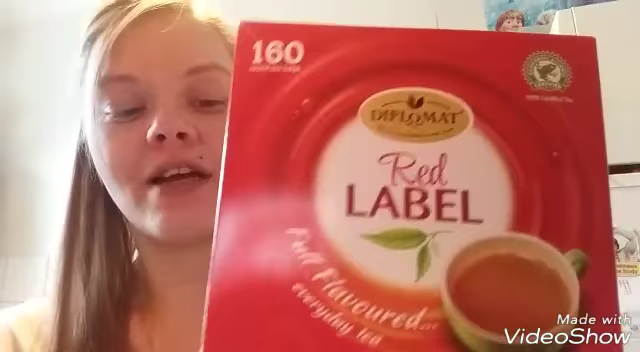 160
DIPLOMAT
Red
LABEL
Full Flavoured...
everyday tea
Made with
VideoShow